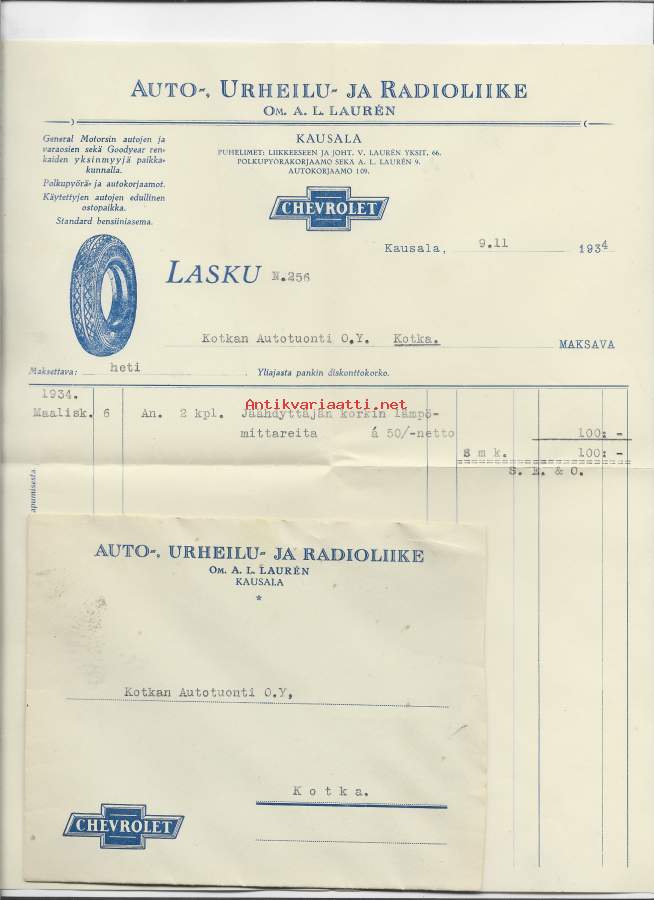 AUTO-, URHEILU- JA RADIOLIIKE
OM. A. L. LAURÉN
KAUSALA
PUHELIMET: LIIKKEESEEN JA JOHT. V. LAURÉN YKSIT. 66.
POLKUPYÖRÄKORJAAMO SEKÄ A. L. LAURÉN 9.
AUTOKORJAAMO 109.
General Motorsin autojen ja
varaosien sekä Goodyear ren-
kaiden yksinmyyjä paikka-
kunnalla.
Polkupyörä- ja autokorjaamot.
Käytettyjen autojen edullinen
ostopaikka.
Standard bensiiniasema.
CHEVROLET
Kausala, 9.11 1934
LASKU N.256
Kotkan Autotuonti O.Y. Kotka. MAKSAVA
Maksettava: heti Yliajasta pankin diskonttokorko.
1934.
Maalisk. 6 An. 2 kpl. Jäähdyttäjän korkin lämpö-
mittareita á 50/-netto 100:-
Smk. 100:-
S. E. & O.
Antikvariaatti.net
AUTO-, URHEILU- JA RADIOLIIKE
OM. A. L. LAURÉN
KAUSALA
*
Kotkan Autotuonti O.Y,
Kotka.
CHEVROLET